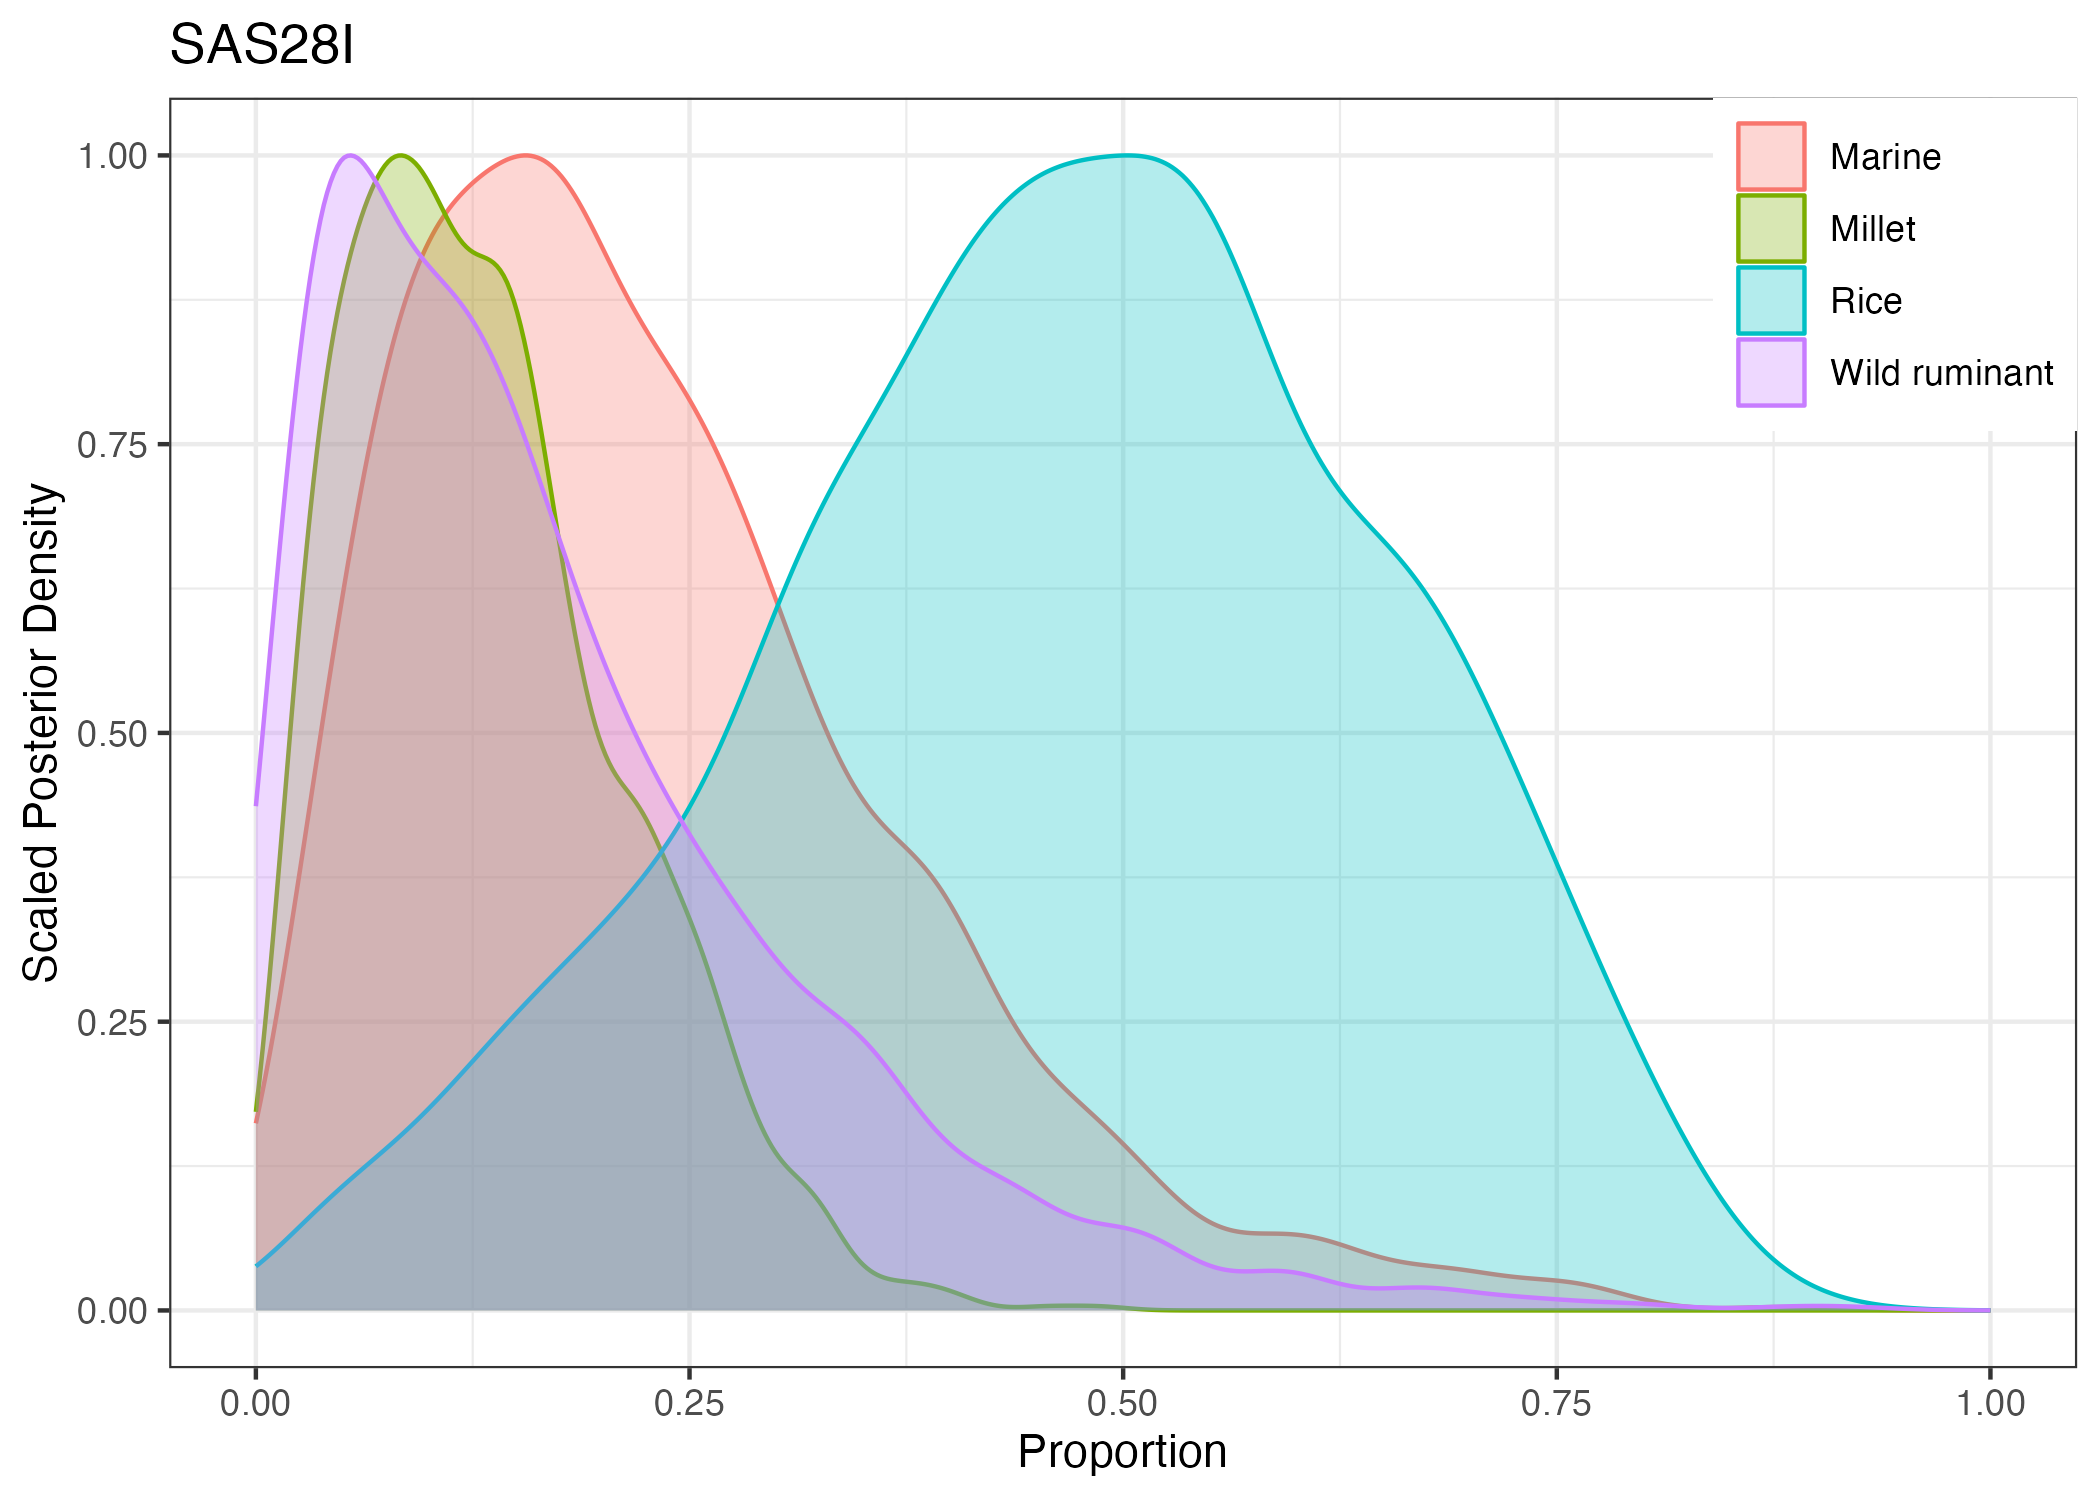 SAS28I
Marine
Millet
Rice
Wild ruminant
Scaled Posterior Density
1.00
0.75
0.50
0.25
0.00
0.00 0.25 0.50 0.75 1.00
Proportion